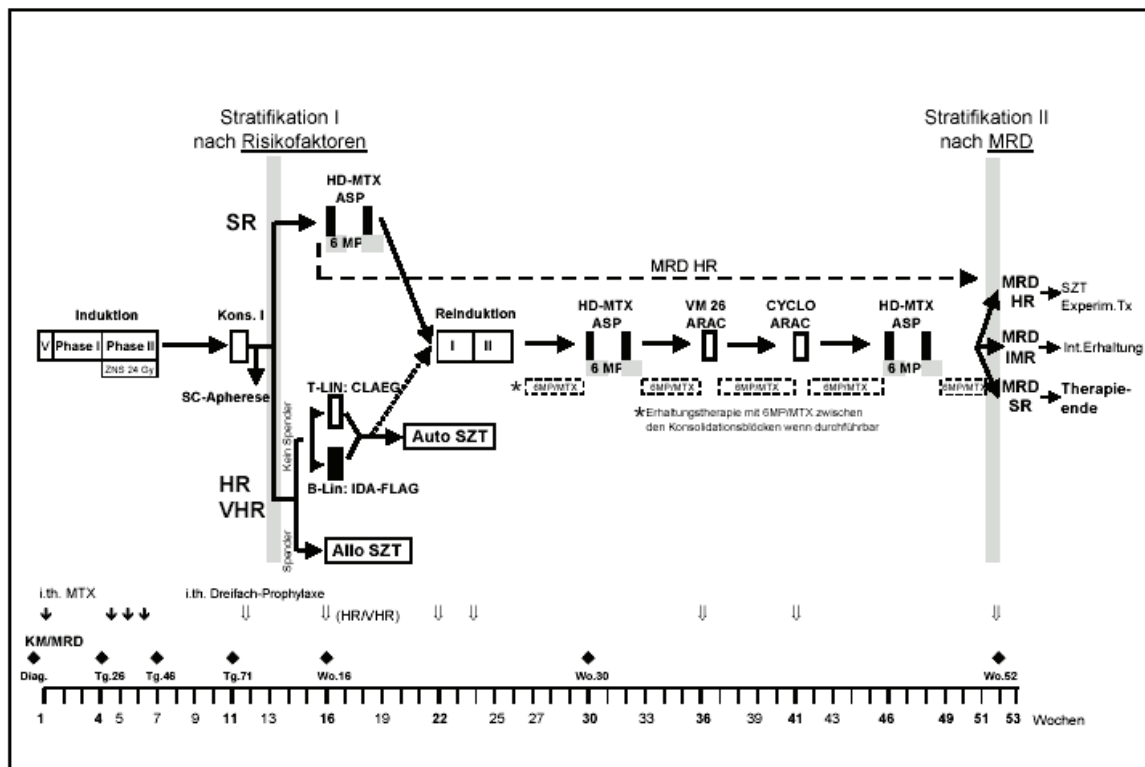 Stratifikation I
nach Risikofaktoren
Stratifikation II
nach MRD
HD-MTX
ASP
6 MP
SR
MRD HR
Induktion
V Phase I Phase II
ZNS 24 Gy
Kons. I
SC-Apherese
Reinduktion
I II
HD-MTX
ASP
6 MP
VM 26
ARAC
CYCLO
ARAC
HD-MTX
ASP
6 MP
MRD
HR
SZT
Experim.Tx
MRD
IMR
Int.Erhaltung
MRD
SR
Therapie-
ende
* 6MP/MTX 6MP/MTX 6MP/MTX 6MP/MTX 6MP/MTX
*Erhaltungstherapie mit 6MP/MTX zwischen
den Konsolidationsblöcken wenn durchführbar
T-LIN: CLAEG
Kein Spender
Auto SZT
B-Lin: IDA-FLAG
HR
VHR
Spender
Allo SZT
i.th. MTX
i.th. Dreifach-Prophylaxe
(HR/VHR)
KM/MRD
Diag. Tg.26 Tg.46 Tg.71 Wo.16 Wo.30 Wo.52
1 4 5 7 9 11 13 16 19 22 25 27 30 33 36 39 41 43 46 49 51 53 Wochen